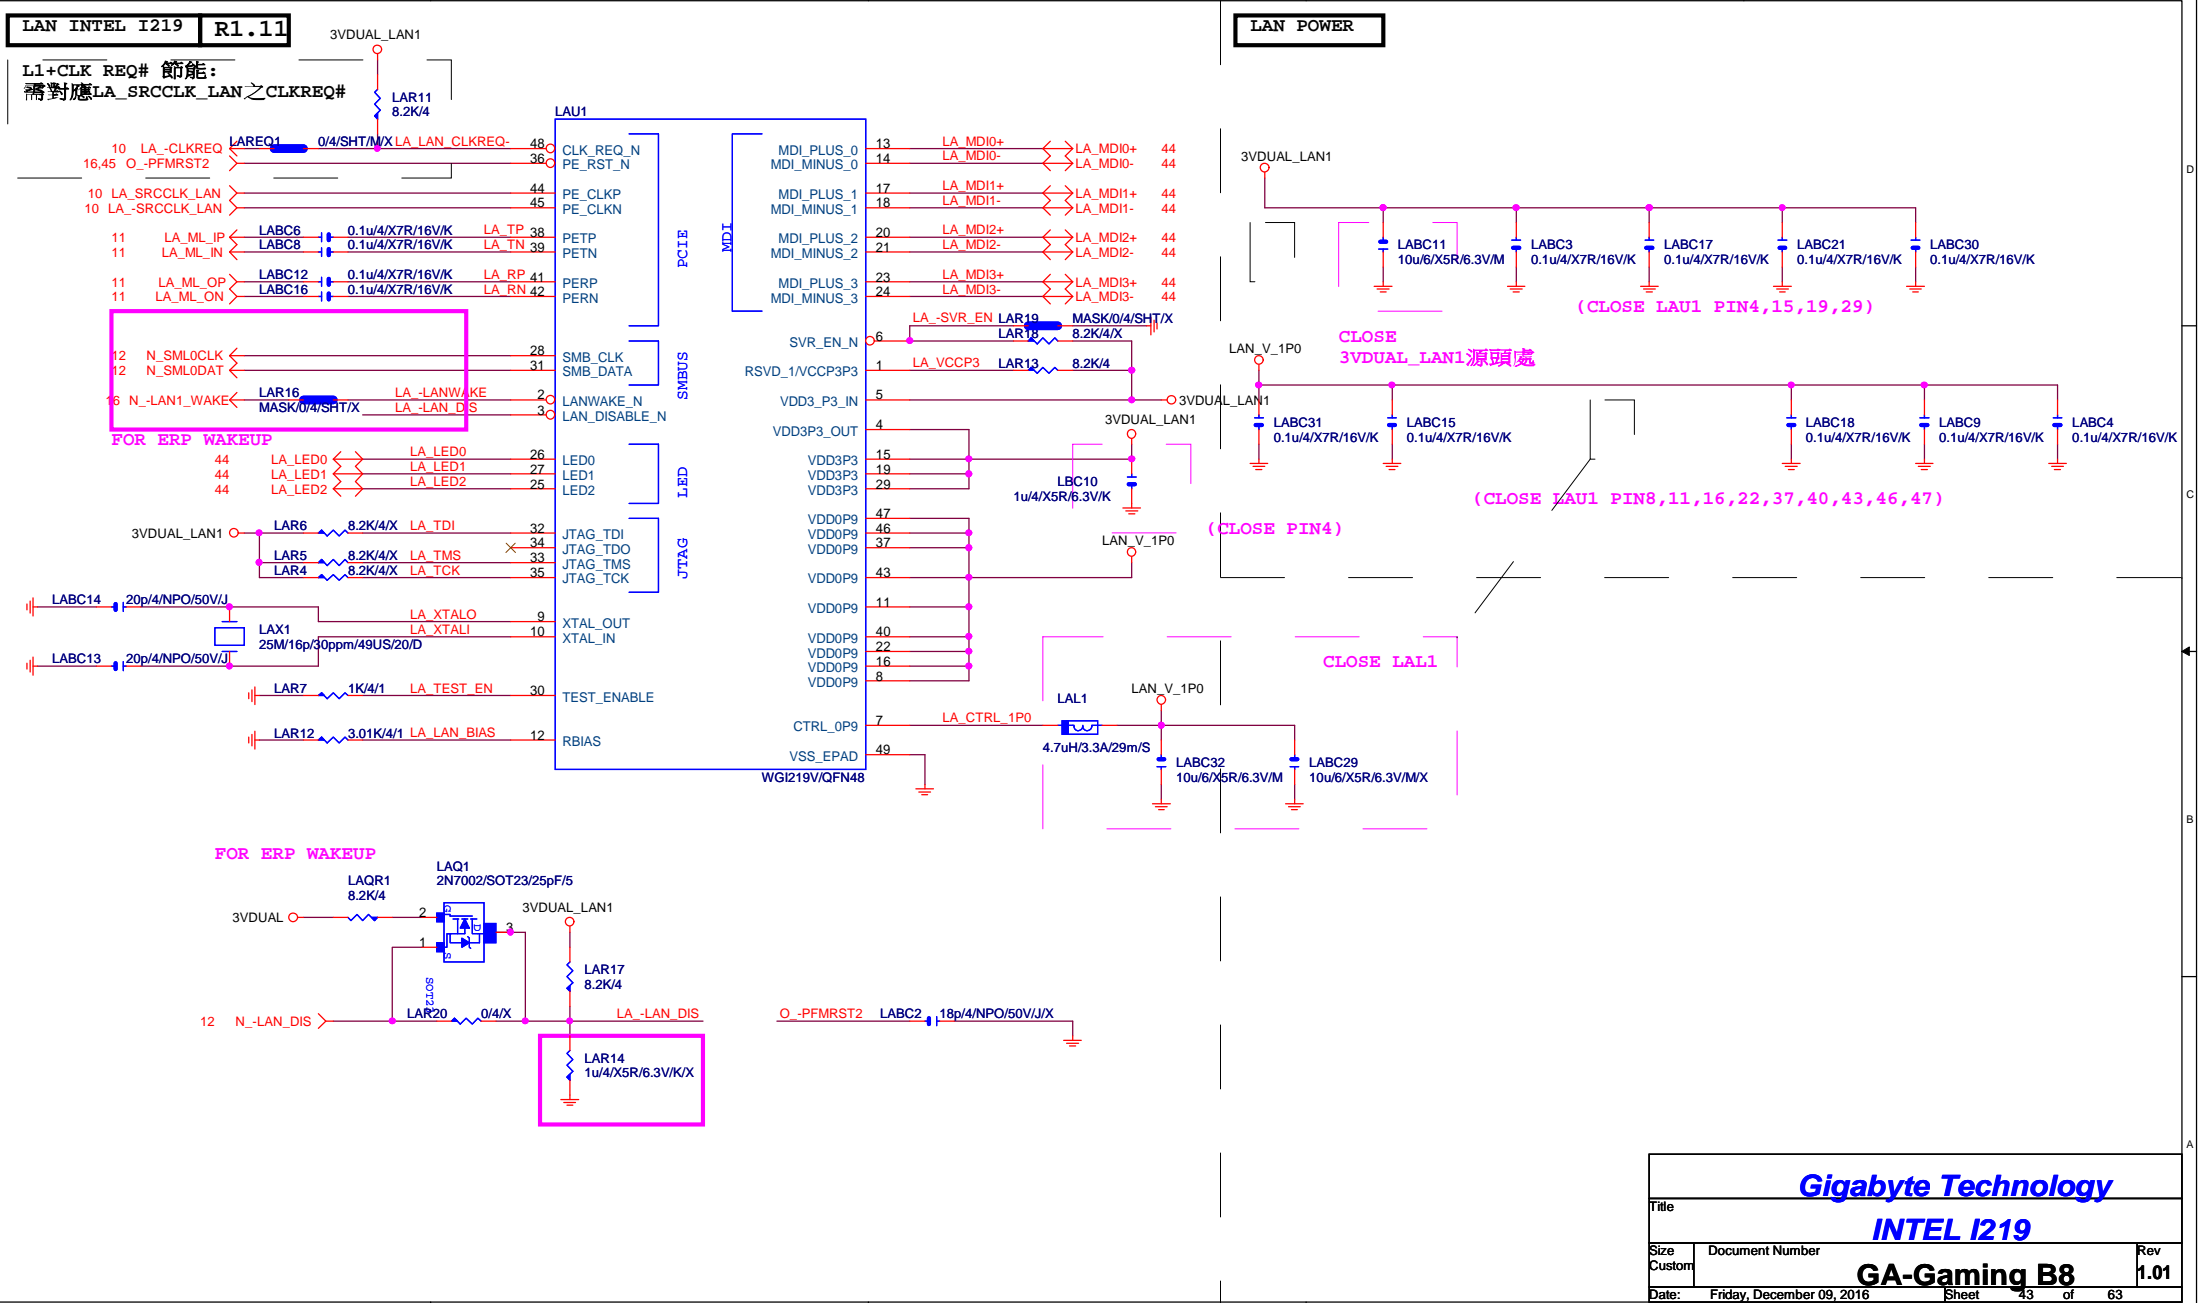 LAN INTEL I219
R1.11
L1+CLK REQ# 節能:
需對應LA_SRCCLK_LAN之CLKREQ#
3VDUAL_LAN1
LAR11
8.2K/4
LAU1
10 LA_-CLKREQ
LAREQ1
0/4/SHT/M/X
LA_LAN_CLKREQ-
48
CLK_REQ_N
16,45 O_-PFMRST2
36
PE_RST_N
10 LA_SRCCLK_LAN
44
PE_CLKP
10 LA_-SRCCLK_LAN
45
PE_CLKN
11 LA_ML_IP
LABC6
0.1u/4/X7R/16V/K
LA_TP
38
PETP
11 LA_ML_IN
LABC8
0.1u/4/X7R/16V/K
LA_TN
39
PETN
11 LA_ML_OP
LABC12
0.1u/4/X7R/16V/K
LA_RP
41
PERP
11 LA_ML_ON
LABC16
0.1u/4/X7R/16V/K
LA_RN
42
PERN
PCIE
12 N_SML0CLK
28
SMB_CLK
12 N_SML0DAT
31
SMB_DATA
SMBUS
16 N_-LAN1_WAKE
LAR16
MASK/0/4/SHT/X
LA_-LANWAKE
2
LANWAKE_N
LA_-LAN_DIS
3
LAN_DISABLE_N
FOR ERP WAKEUP
44 LA_LED0
LA_LED0
26
LED0
44 LA_LED1
LA_LED1
27
LED1
44 LA_LED2
LA_LED2
25
LED2
LED
3VDUAL_LAN1
LAR6
8.2K/4/X
LA_TDI
32
JTAG_TDI
34
JTAG_TDO
LAR5
8.2K/4/X
LA_TMS
33
JTAG_TMS
LAR4
8.2K/4/X
LA_TCK
35
JTAG_TCK
JTAG
LABC14
20p/4/NPO/50V/J
LA_XTALO
9
XTAL_OUT
LAX1
25M/16p/30ppm/49US/20/D
LA_XTALI
10
XTAL_IN
LABC13
20p/4/NPO/50V/J
LAR7
1K/4/1
LA_TEST_EN
30
TEST_ENABLE
LAR12
3.01K/4/1
LA_LAN_BIAS
12
RBIAS
MDI
MDI_PLUS_0
13
LA_MDI0+
LA_MDI0+ 44
MDI_MINUS_0
14
LA_MDI0-
LA_MDI0- 44
MDI_PLUS_1
17
LA_MDI1+
LA_MDI1+ 44
MDI_MINUS_1
18
LA_MDI1-
LA_MDI1- 44
MDI_PLUS_2
20
LA_MDI2+
LA_MDI2+ 44
MDI_MINUS_2
21
LA_MDI2-
LA_MDI2- 44
MDI_PLUS_3
23
LA_MDI3+
LA_MDI3+ 44
MDI_MINUS_3
24
LA_MDI3-
LA_MDI3- 44
SVR_EN_N
6
LA_-SVR_EN
LAR19
MASK/0/4/SHT/X
LAR18
8.2K/4/X
RSVD_1/VCCP3P3
1
LA_VCCP3
LAR13
8.2K/4
VDD3_P3_IN
5
3VDUAL_LAN1
VDD3P3_OUT
4
3VDUAL_LAN1
VDD3P3
15
VDD3P3
19
VDD3P3
29
LBC10
1u/4/X5R/6.3V/K
(CLOSE PIN4)
VDD0P9
47
VDD0P9
46
VDD0P9
37
LAN_V_1P0
VDD0P9
43
VDD0P9
11
VDD0P9
40
VDD0P9
22
VDD0P9
16
VDD0P9
8
CTRL_0P9
7
LA_CTRL_1P0
LAL1
4.7uH/3.3A/29m/S
LAN_V_1P0
CLOSE LAL1
LABC32
10u/6/X5R/6.3V/M
LABC29
10u/6/X5R/6.3V/M/X
VSS_EPAD
49
WGI219V/QFN48
LAN POWER
3VDUAL_LAN1
LABC11
10u/6/X5R/6.3V/M
LABC3
0.1u/4/X7R/16V/K
LABC17
0.1u/4/X7R/16V/K
LABC21
0.1u/4/X7R/16V/K
LABC30
0.1u/4/X7R/16V/K
(CLOSE LAU1 PIN4,15,19,29)
CLOSE
3VDUAL_LAN1源頭處
LAN_V_1P0
LABC31
0.1u/4/X7R/16V/K
LABC15
0.1u/4/X7R/16V/K
LABC18
0.1u/4/X7R/16V/K
LABC9
0.1u/4/X7R/16V/K
LABC4
0.1u/4/X7R/16V/K
(CLOSE LAU1 PIN8,11,16,22,37,40,43,46,47)
FOR ERP WAKEUP
LAQR1
8.2K/4
3VDUAL
LAQ1
2N7002/SOT23/25pF/5
2
1
3
G
D
S
SOT23
3VDUAL_LAN1
LAR17
8.2K/4
12 N_-LAN_DIS
LAR20
0/4/X
LA_-LAN_DIS
LAR14
1u/4/X5R/6.3V/K/X
O_-PFMRST2
LABC2
18p/4/NPO/50V/J/X
D
C
B
A
Gigabyte Technology
Title
INTEL I219
Size
Custom
Document Number
GA-Gaming B8
Rev
1.01
Date: Friday, December 09, 2016
Sheet 43 of 63